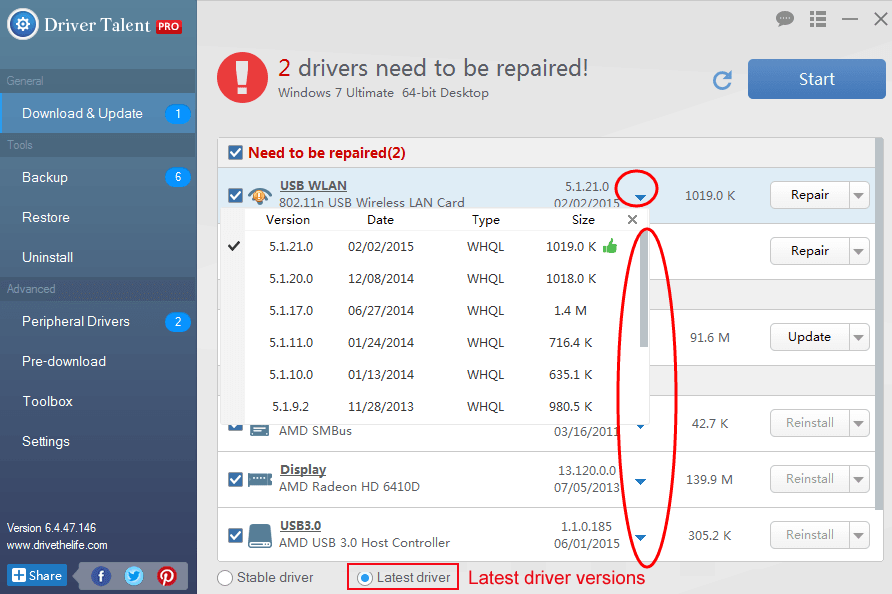 Driver Talent PRO
General
Download & Update 1
Tools
Backup 6
Restore
Uninstall
Advanced
Peripheral Drivers 2
Pre-download
Toolbox
Settings
Version 6.4.47.146
www.drivethelife.com
Share
2 drivers need to be repaired!
Windows 7 Ultimate 64-bit Desktop
Start
Need to be repaired(2)
USB WLAN
802.11n USB Wireless LAN Card
5.1.21.0
02/02/2015
1019.0 K
Repair
Version Date Type Size
5.1.21.0 02/02/2015 WHQL 1019.0 K
5.1.20.0 12/08/2014 WHQL 1018.0 K
5.1.17.0 06/27/2014 WHQL 1.4 M
5.1.11.0 01/24/2014 WHQL 716.4 K
5.1.10.0 01/13/2014 WHQL 635.1 K
5.1.9.2 11/28/2013 WHQL 980.5 K
Repair
91.6 M
Update
AMD SMBus
03/16/2011
42.7 K
Reinstall
Display
AMD Radeon HD 6410D
13.120.0.0
07/05/2013
139.9 M
Reinstall
USB3.0
AMD USB 3.0 Host Controller
1.1.0.185
06/01/2015
305.2 K
Reinstall
Stable driver
Latest driver
Latest driver versions